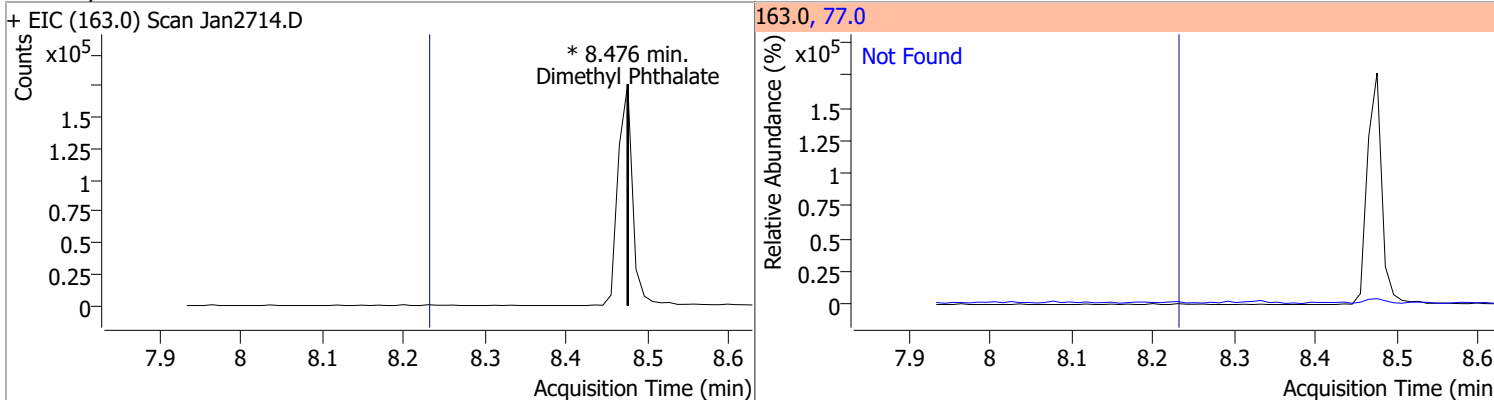 + EIC (163.0) Scan Jan2714.D
Counts
x10⁵
* 8.476 min.
Dimethyl Phthalate
1.5
1.25
1
0.75
0.5
0.25
0
7.9 8 8.1 8.2 8.3 8.4 8.5 8.6
Acquisition Time (min)
163.0, 77.0
Relative Abundance (%)
x10⁵
Not Found
1.5
1.25
1
0.75
0.5
0.25
0
7.9 8 8.1 8.2 8.3 8.4 8.5 8.6
Acquisition Time (min